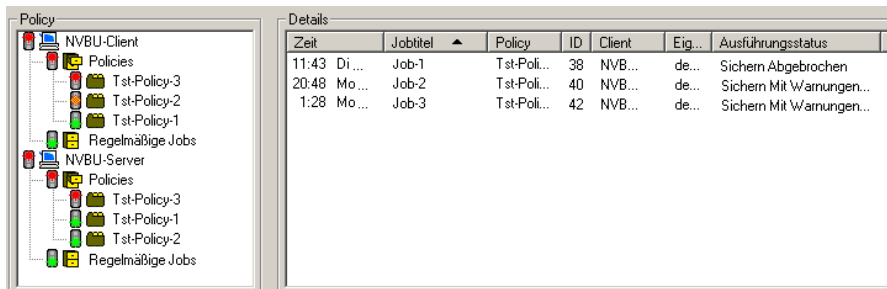 Policy
NVBU-Client
Policies
Tst-Policy-3
Tst-Policy-2
Tst-Policy-1
Regelmäßige Jobs
NVBU-Server
Policies
Tst-Policy-3
Tst-Policy-1
Tst-Policy-2
Regelmäßige Jobs
Details
Zeit Jobtitel Policy ID Client Eig... Ausführungsstatus
11:43 Di... Job-1 Tst-Poli... 38 NVB... de... Sichern Abgebrochen
20:48 Mo... Job-2 Tst-Poli... 40 NVB... de... Sichern Mit Warnungen...
1:28 Mo... Job-3 Tst-Poli... 42 NVB... de... Sichern Mit Warnungen...